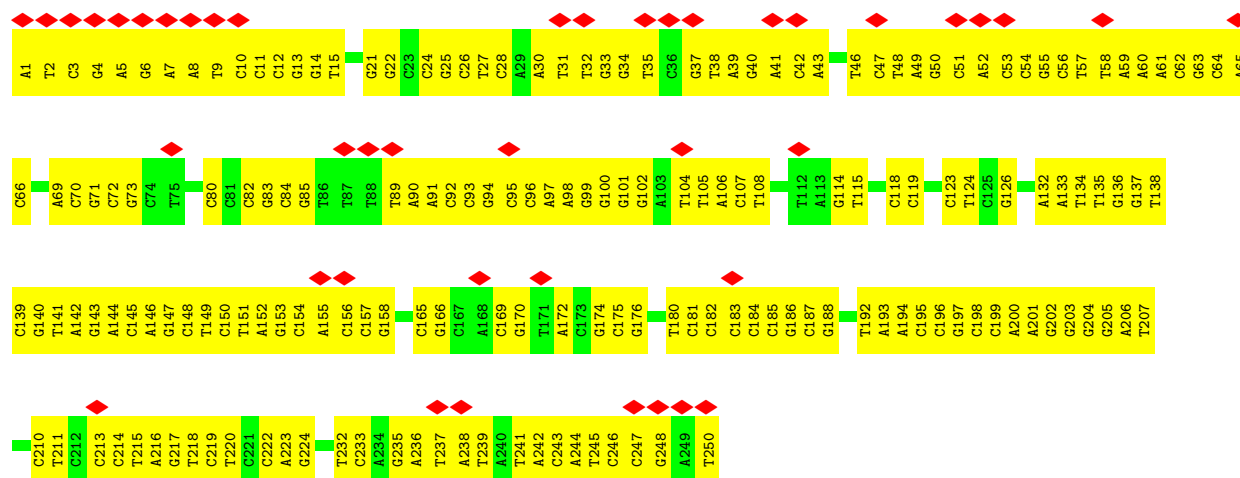 A1 T2 C3 G4 A5 G6 A7 A8 T9 C10 C11 C12 G13 G14 T15 G21 G22 C23 C24 G25 C26 T27 C28 A29 A30 T31 T32 G33 G34 T35 C36 G37 T38 A39 G40 A41 C42 A43 T46 C47 T48 A49 G50 C51 A52 C53 C54 G55 C56 T57 T58 A59 A60 A61 C62 G63 C64 A65
C66 A69 C70 G71 C72 G73 C74 T75 C80 C81 C82 G83 C84 G85 T86 T87 T88 T89 A90 A91 C92 C93 G94 C95 C96 A97 A98 G99 G100 G101 G102 A103 T104 T105 A106 C107 T108 T112 A113 G114 T115 C118 C119 C123 T124 C125 G126 A132 A133 T134 T135 G136 G137 T138
C139 G140 T141 A142 G143 A144 C145 A146 G147 C148 T149 C150 T151 A152 G153 C154 A155 C156 C157 G158 C165 G166 C167 A168 C169 G170 T171 A172 C173 G174 C175 G176 T180 C181 C182 C183 C184 C185 G186 C187 G188 T192 A193 A194 C195 C196 G197 C198 C199 A200 A201 G202 G203 G204 G205 A206 T207
C210 T211 C212 C213 C214 T215 A216 G217 T218 C219 T220 C221 C222 A223 G224 T232 C233 A234 G235 A236 T237 A238 T239 A240 T241 A242 C243 A244 T245 C246 C247 G248 A249 T250